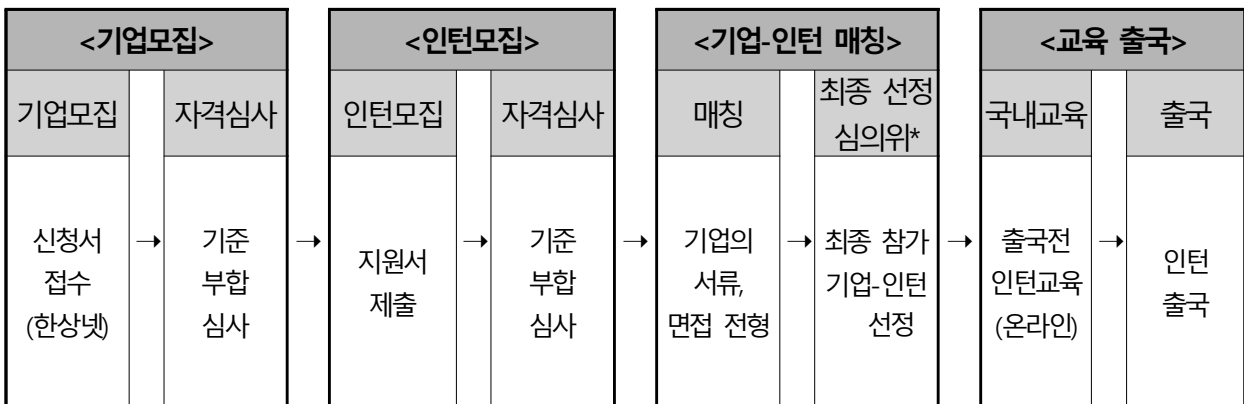 <기업모집>
<인턴모집>
<기업-인턴 매칭>
<교육 출국>
기업모집
자격심사
인턴모집
자격심사
매칭
최종 선정
심의위*
국내교육
출국
신청서
접수
(한상넷)
→
기준
부합
심사
→
지원서
제출
→
기준
부합
심사
→
기업의
서류,
면접 전형
→
최종 참가
기업-인턴
선정
→
출국전
인턴교육
(온라인)
→
인턴
출국